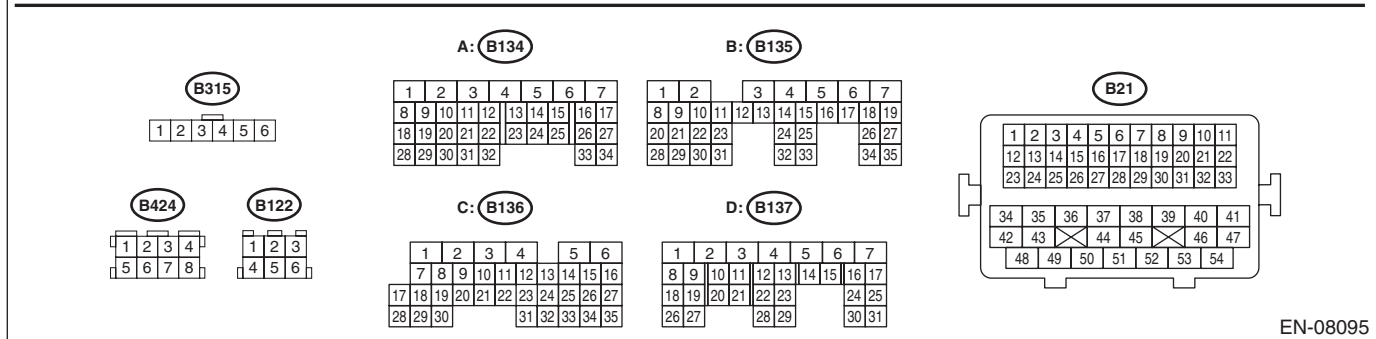 A: B134
B: B135
B315
B21
1 2 3 4 5 6 7
8 9 10 11 12 13 14 15 16 17
18 19 20 21 22 23 24 25 26 27
28 29 30 31 32 33 34
1 2 3 4 5 6 7
8 9 10 11 12 13 14 15 16 17 18 19
20 21 22 23 24 25 26 27
28 29 30 31 32 33 34 35
1 2 3 4 5 6
1 2 3 4 5 6 7 8 9 10 11
12 13 14 15 16 17 18 19 20 21 22
23 24 25 26 27 28 29 30 31 32 33
34 35 36 37 38 39 40 41
42 43 44 45 46 47
48 49 50 51 52 53 54
B424
B122
C: B136
D: B137
1 2 3 4
5 6 7 8
1 2 3
4 5 6
1 2 3 4 5 6
7 8 9 10 11 12 13 14 15 16
17 18 19 20 21 22 23 24 25 26 27
28 29 30 31 32 33 34 35
1 2 3 4 5 6 7
8 9 10 11 12 13 14 15 16 17
18 19 20 21 22 23 24 25
26 27 28 29 30 31
EN-08095